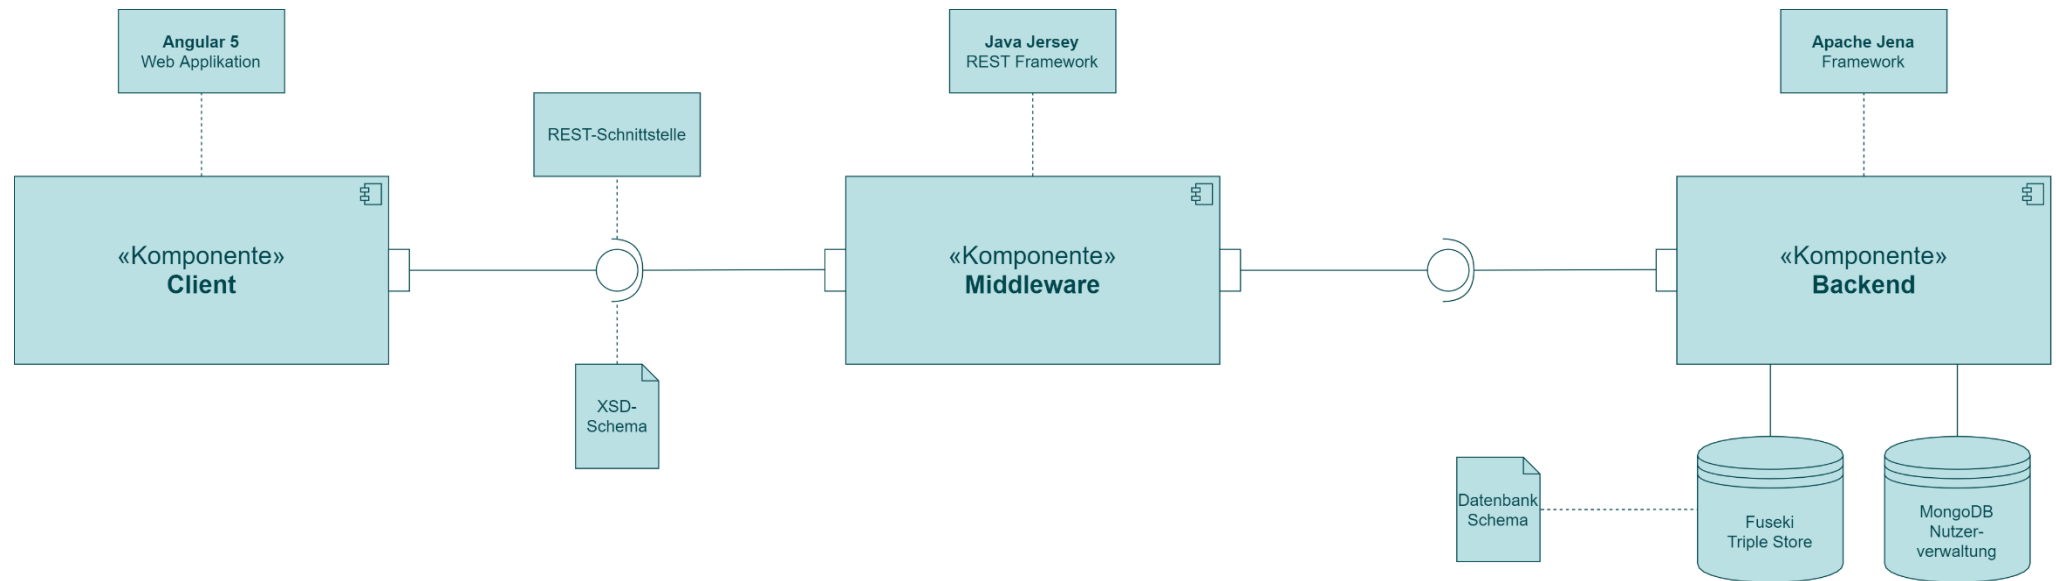 Angular 5
Web Applikation
Java Jersey
REST Framework
Apache Jena
Framework
REST-Schnittstelle
«Komponente»
Client
«Komponente»
Middleware
«Komponente»
Backend
XSD-
Schema
Datenbank
Schema
Fuseki
Triple Store
MongoDB
Nutzer-
verwaltung